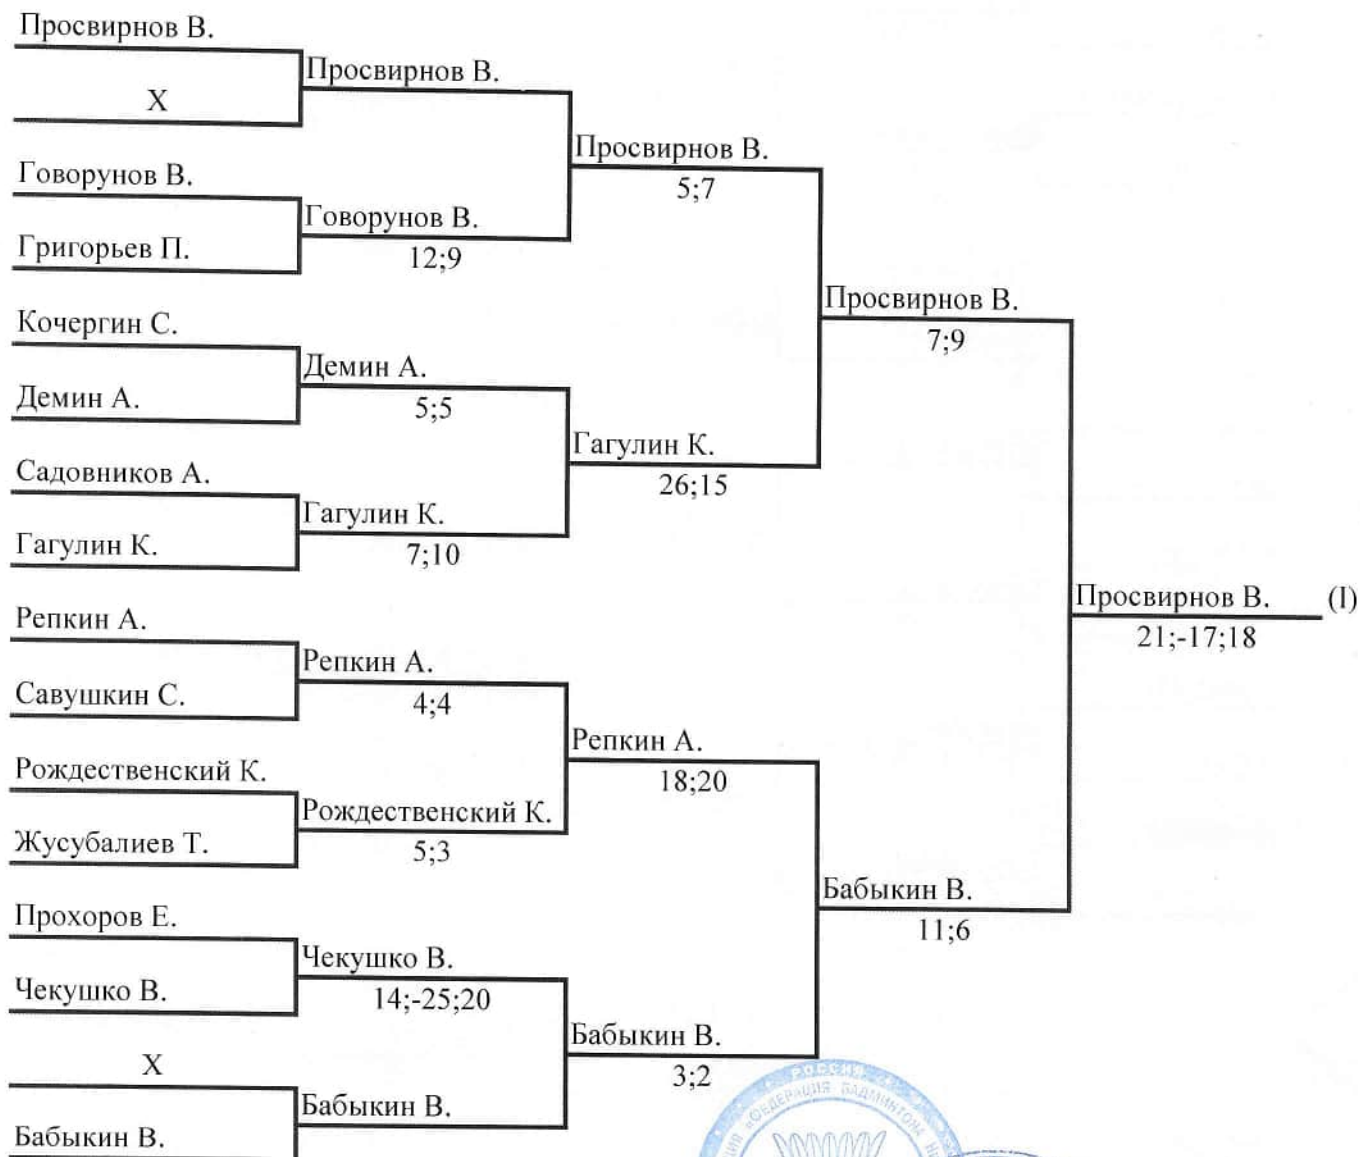 Просвирнов В.
Х
Говорунов В.
Григорьев П.
Кочергин С.
Демин А.
Садовников А.
Гагулин К.
Репкин А.
Савушкин С.
Рождественский К.
Жусубалиев Т.
Прохоров Е.
Чекушко В.
Х
Бабыкин В.
Просвирнов В.
Говорунов В.
12;9
Демин А.
5;5
Гагулин К.
7;10
Репкин А.
4;4
Рождественский К.
5;3
Чекушко В.
14;-25;20
Бабыкин В.
Просвирнов В.
5;7
Гагулин К.
26;15
Репкин А.
18;20
Бабыкин В.
3;2
Просвирнов В.
7;9
Бабыкин В.
11;6
Просвирнов В. (I)
21;-17;18
РОССИЯ
«ФЕДЕРАЦИЯ БАДМИНТОНА